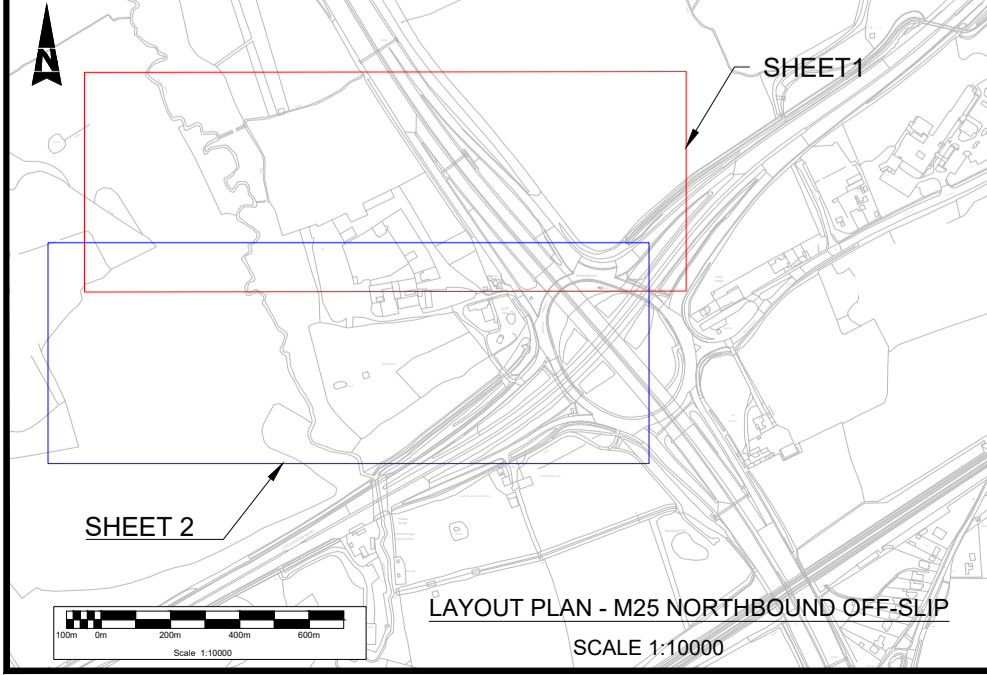 N
SHEET1
SHEET 2
LAYOUT PLAN - M25 NORTHBOUND OFF-SLIP
SCALE 1:10000
100m 0m 200m 400m 600m
Scale 1:10000